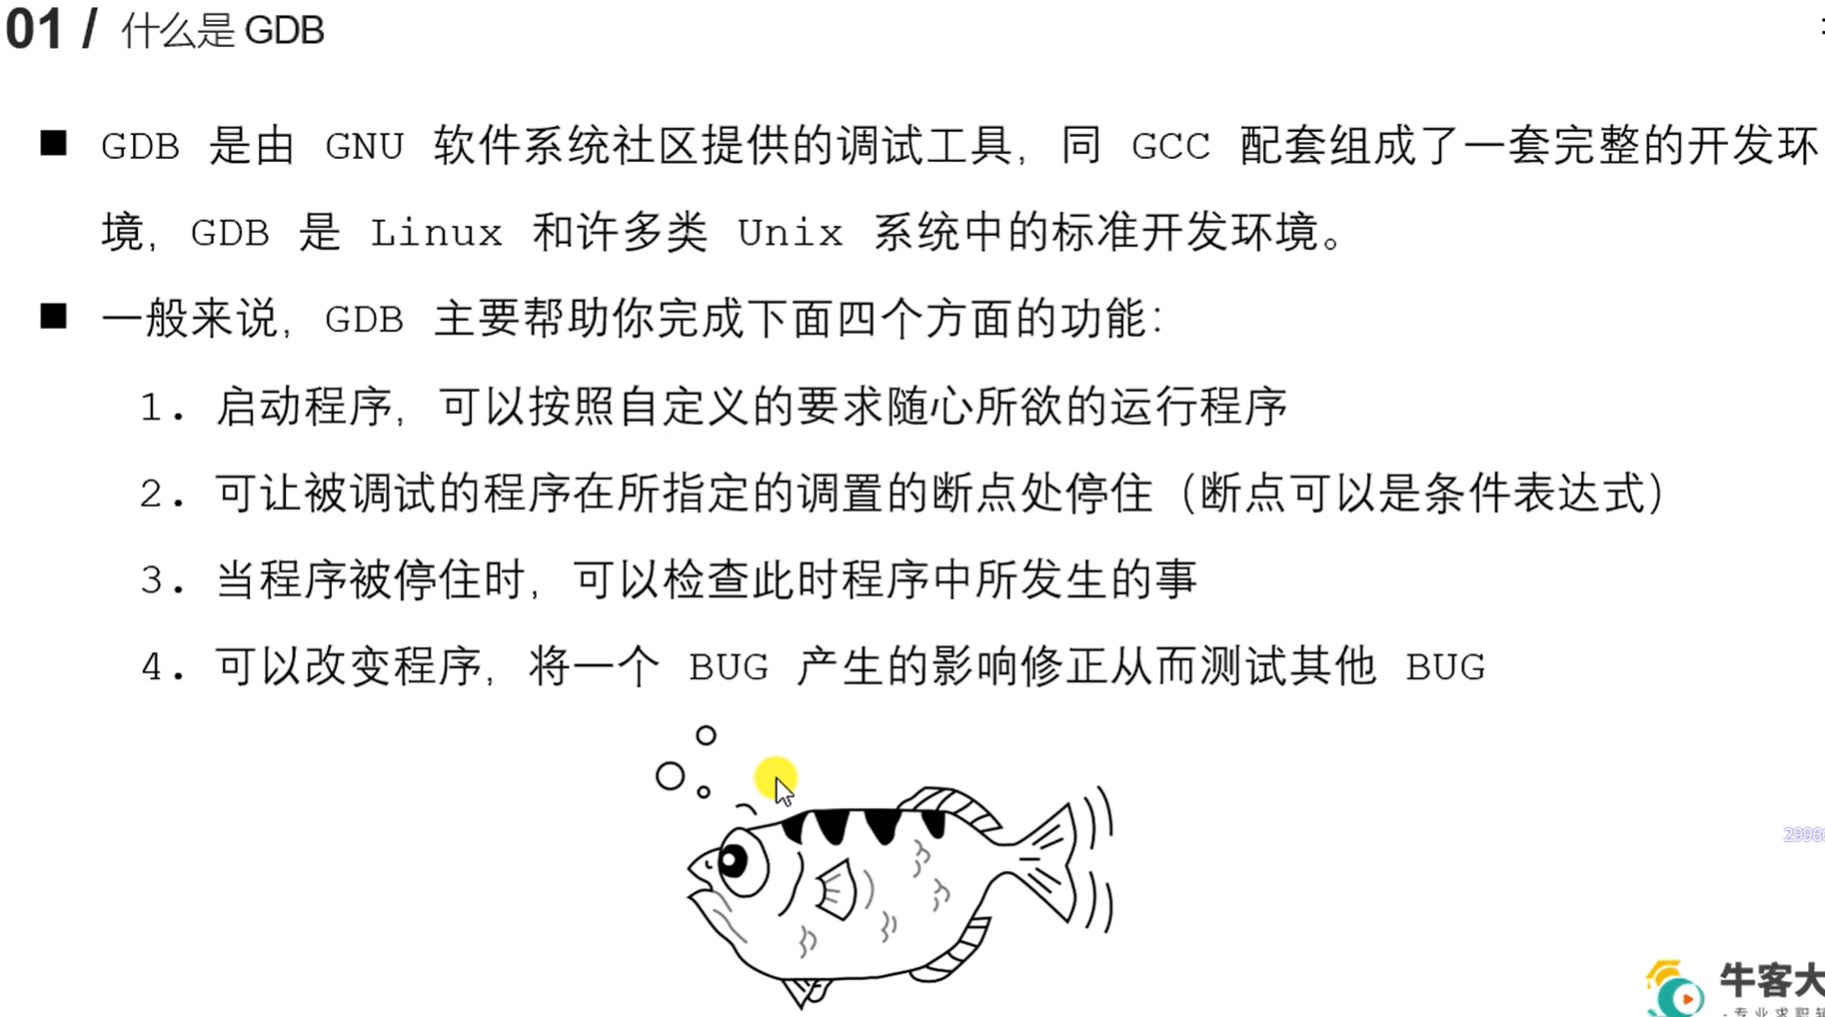 01 / 什么是 GDB
■ GDB 是由 GNU 软件系统社区提供的调试工具，同 GCC 配套组成了一套完整的开发环
境，GDB 是 Linux 和许多类 Unix 系统中的标准开发环境。
■ 一般来说，GDB 主要帮助你完成下面四个方面的功能：
1. 启动程序，可以按照自定义的要求随心所欲的运行程序
2. 可让被调试的程序在所指定的调置的断点处停住（断点可以是条件表达式）
3. 当程序被停住时，可以检查此时程序中所发生的事
4. 可以改变程序，将一个 BUG 产生的影响修正从而测试其他 BUG
2996
牛客大
-专业求职